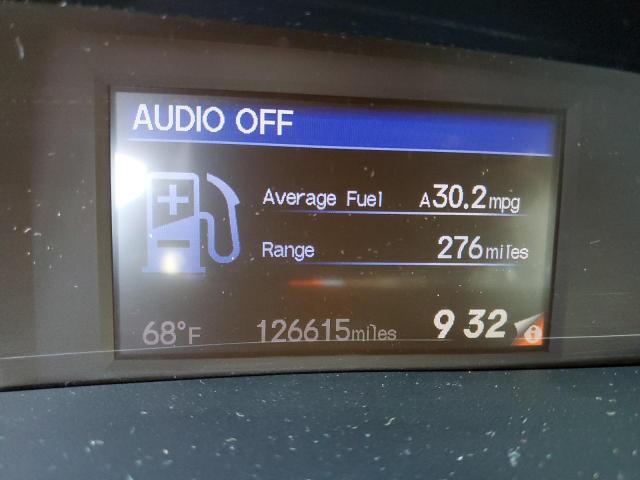 AUDIO OFF
Average Fuel A30.2mpg
Range 276miles
68°F 126615miles 9 32